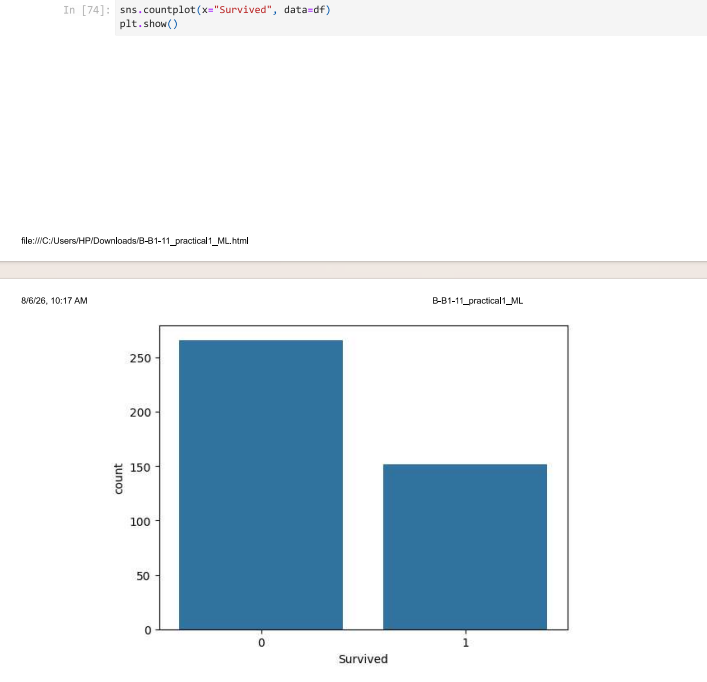 In [74]: sns.countplot(x="Survived", data=df)
plt.show()
file:///C:/Users/HP/Downloads/B-B1-11_practical1_ML.html
8/6/26, 10:17 AM B-B1-11_practical1_ML
250
200
150
100
50
0
count
0 1
Survived